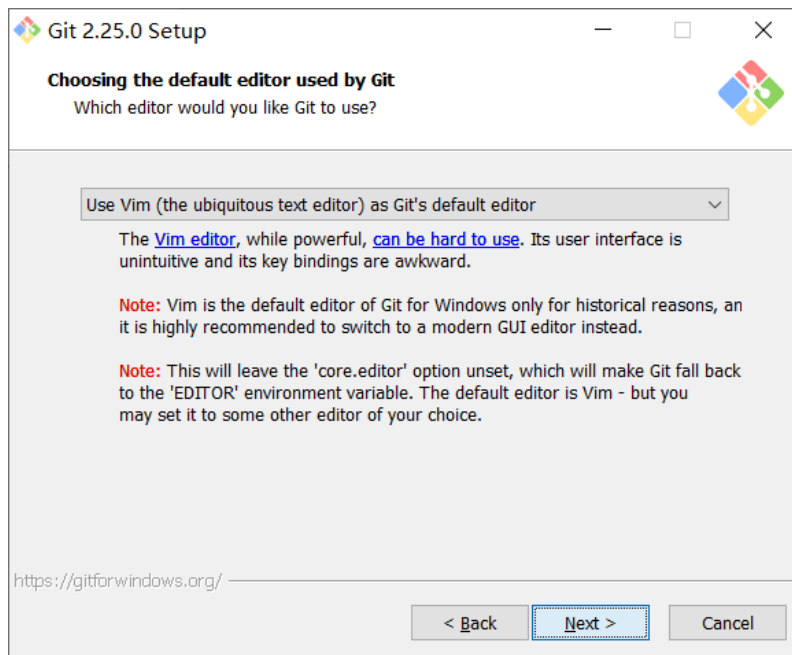 Git 2.25.0 Setup
Choosing the default editor used by Git
Which editor would you like Git to use?
Use Vim (the ubiquitous text editor) as Git's default editor
The Vim editor, while powerful, can be hard to use. Its user interface is
unintuitive and its key bindings are awkward.
Note: Vim is the default editor of Git for Windows only for historical reasons, an
it is highly recommended to switch to a modern GUI editor instead.
Note: This will leave the 'core.editor' option unset, which will make Git fall back
to the 'EDITOR' environment variable. The default editor is Vim - but you
may set it to some other editor of your choice.
https://gitforwindows.org/
< Back Next > Cancel